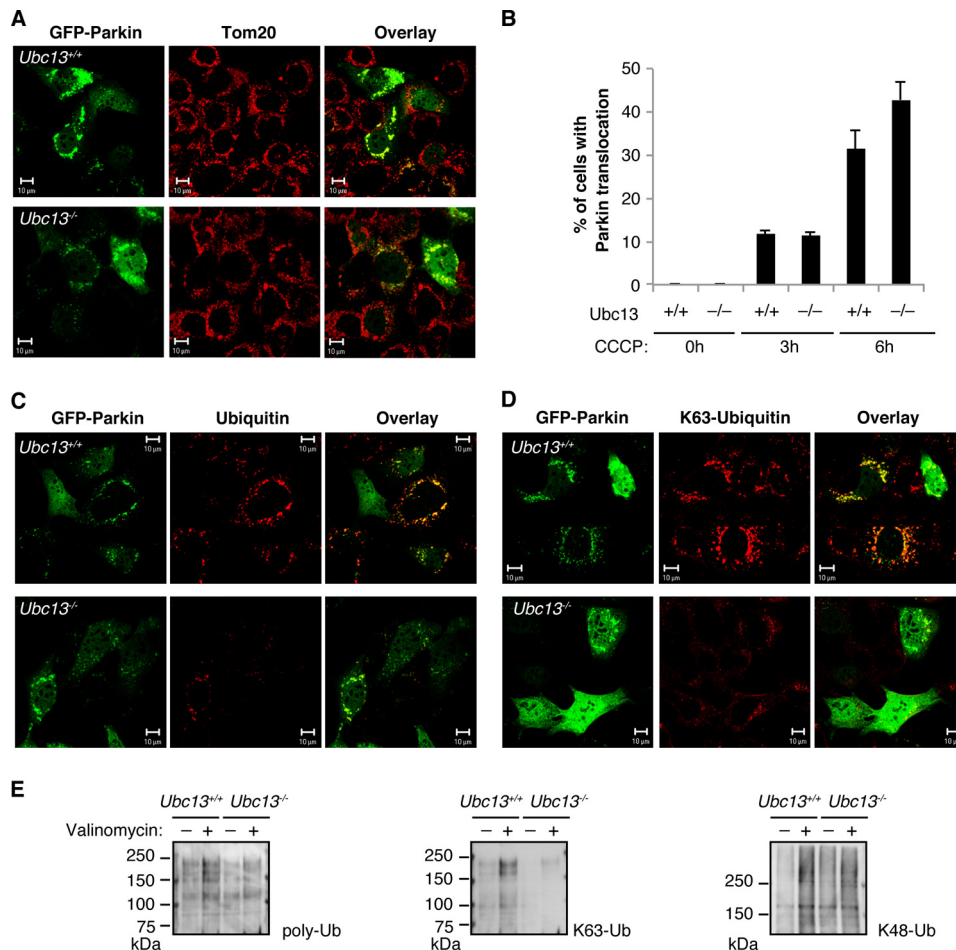 A
GFP-Parkin Tom20 Overlay
Ubc13+/+
10 µm 10 µm 10 µm
Ubc13-/-
10 µm 10 µm 10 µm
B
% of cells with
Parkin translocation
50
40
30
20
10
0
Ubc13 +/+ –/– +/+ –/– +/+ –/–
CCCP: 0h 3h 6h
C
GFP-Parkin Ubiquitin Overlay
Ubc13+/+
10 µm 10 µm 10 µm
Ubc13-/-
10 µm 10 µm 10 µm
D
GFP-Parkin K63-Ubiquitin Overlay
Ubc13+/+
10 µm 10 µm 10 µm
Ubc13-/-
10 µm 10 µm 10 µm
E
Ubc13+/+ Ubc13-/-
Valinomycin: – + – +
250
150
100
75
kDa
poly-Ub
Ubc13+/+ Ubc13-/-
– + – +
250
150
100
75
kDa
K63-Ub
Ubc13+/+ Ubc13-/-
– + – +
250
150
kDa
K48-Ub